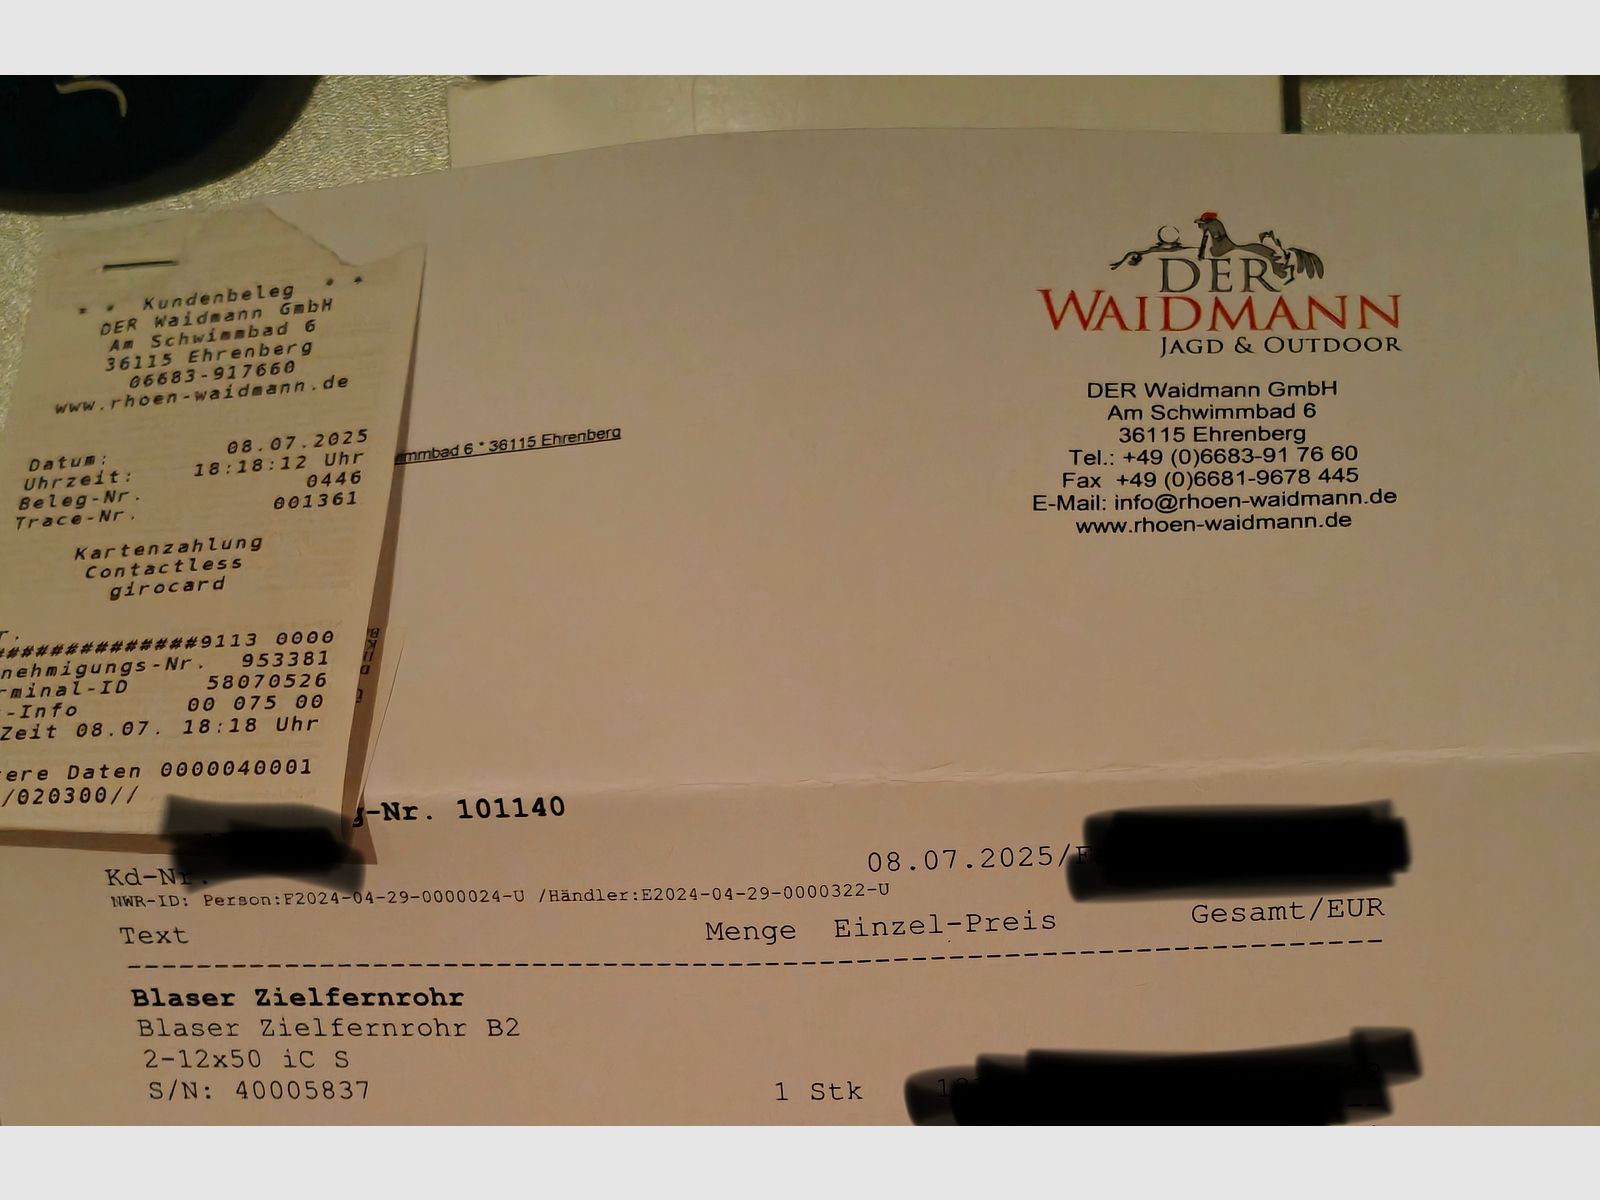 * * Kundenbeleg * *
DER Waidmann GmbH
Am Schwimmbad 6
36115 Ehrenberg
06683-917660
www.rhoen-waidmann.de
Datum: 08.07.2025
Uhrzeit: 18:18:12 Uhr
Beleg-Nr. 0446
Trace-Nr. 001361
Kartenzahlung
Contactless
girocard
############9113 0000
nehmigungs-Nr. 953381
rminal-ID 58070526
-Info 00 075 00
Zeit 08.07. 18:18 Uhr
ere Daten 0000040001
/020300//
DER
WAIDMANN
JAGD & OUTDOOR
DER Waidmann GmbH
Am Schwimmbad 6
36115 Ehrenberg
Tel.: +49 (0)6683-91 76 60
Fax +49 (0)6681-9678 445
E-Mail: info@rhoen-waidmann.de
www.rhoen-waidmann.de
mmbad 6 * 36115 Ehrenberg
g-Nr. 101140
08.07.2025/F
Kd-Nr.
NWR-ID: Person:F2024-04-29-0000024-U /Händler:E2024-04-29-0000322-U
Text Menge Einzel-Preis Gesamt/EUR
Blaser Zielfernrohr
Blaser Zielfernrohr B2
2-12x50 iC S
S/N: 40005837 1 Stk